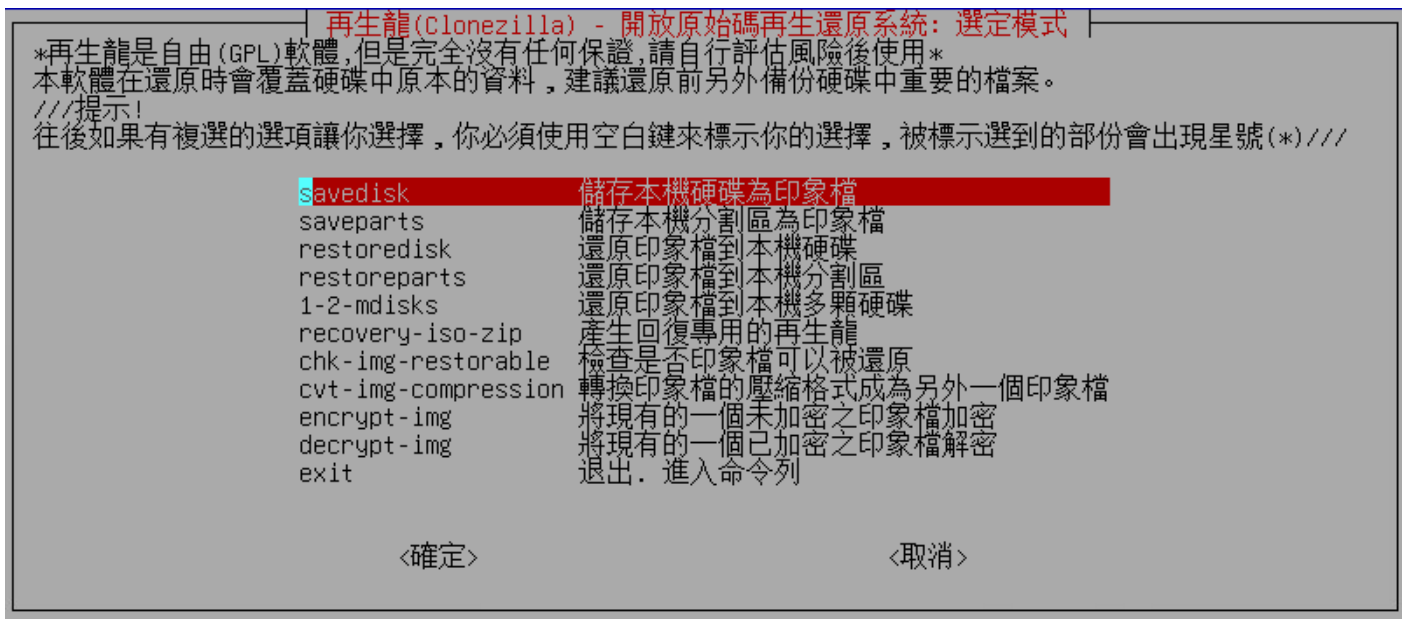 再生龍(Clonezilla) - 開放原始碼再生還原系統: 選定模式
*再生龍是自由(GPL)軟體,但是完全沒有任何保證,請自行評估風險後使用*
本軟體在還原時會覆蓋硬碟中原本的資料，建議還原前另外備份硬碟中重要的檔案。
///提示!
往後如果有複選的選項讓你選擇，你必須使用空白鍵來標示你的選擇，被標示選到的部份會出現星號(*)///
savedisk 儲存本機硬碟為印象檔
saveparts 儲存本機分割區為印象檔
restoredisk 還原印象檔到本機硬碟
restoreparts 還原印象檔到本機分割區
1-2-mdisks 還原印象檔到本機多顆硬碟
recovery-iso-zip 產生回復專用的再生龍
chk-img-restorable 檢查是否印象檔可以被還原
cvt-img-compression 轉換印象檔的壓縮格式成為另外一個印象檔
encrypt-img 將現有的一個未加密之印象檔加密
decrypt-img 將現有的一個已加密之印象檔解密
exit 退出. 進入命令列
<確定> <取消>